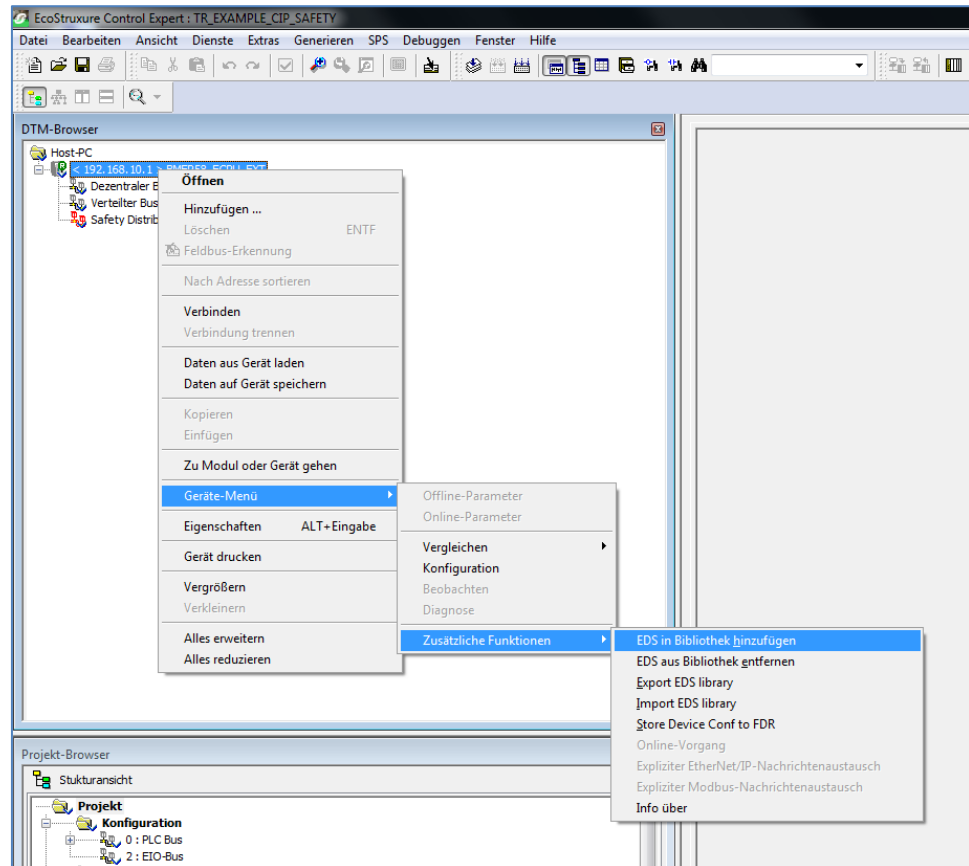 EcoStruxure Control Expert : TR_EXAMPLE_CIP_SAFETY
Datei Bearbeiten Ansicht Dienste Extras Generieren SPS Debuggen Fenster Hilfe
DTM-Browser
Host-PC
< 192.168.10.1 >
Dezentraler
Verteilter Bus
Safety Distrib
Öffnen
Hinzufügen ...
Löschen ENTF
Feldbus-Erkennung
Nach Adresse sortieren
Verbinden
Verbindung trennen
Daten aus Gerät laden
Daten auf Gerät speichern
Kopieren
Einfügen
Zu Modul oder Gerät gehen
Geräte-Menü
Eigenschaften ALT+Eingabe
Gerät drucken
Vergrößern
Verkleinern
Alles erweitern
Alles reduzieren
Offline-Parameter
Online-Parameter
Vergleichen
Konfiguration
Beobachten
Diagnose
Zusätzliche Funktionen
EDS in Bibliothek hinzufügen
EDS aus Bibliothek entfernen
Export EDS library
Import EDS library
Store Device Conf to FDR
Online-Vorgang
Expliziter EtherNet/IP-Nachrichtenaustausch
Expliziter Modbus-Nachrichtenaustausch
Info über
Projekt-Browser
Stukturansicht
Projekt
Konfiguration
0 : PLC Bus
2 : EIO-Bus